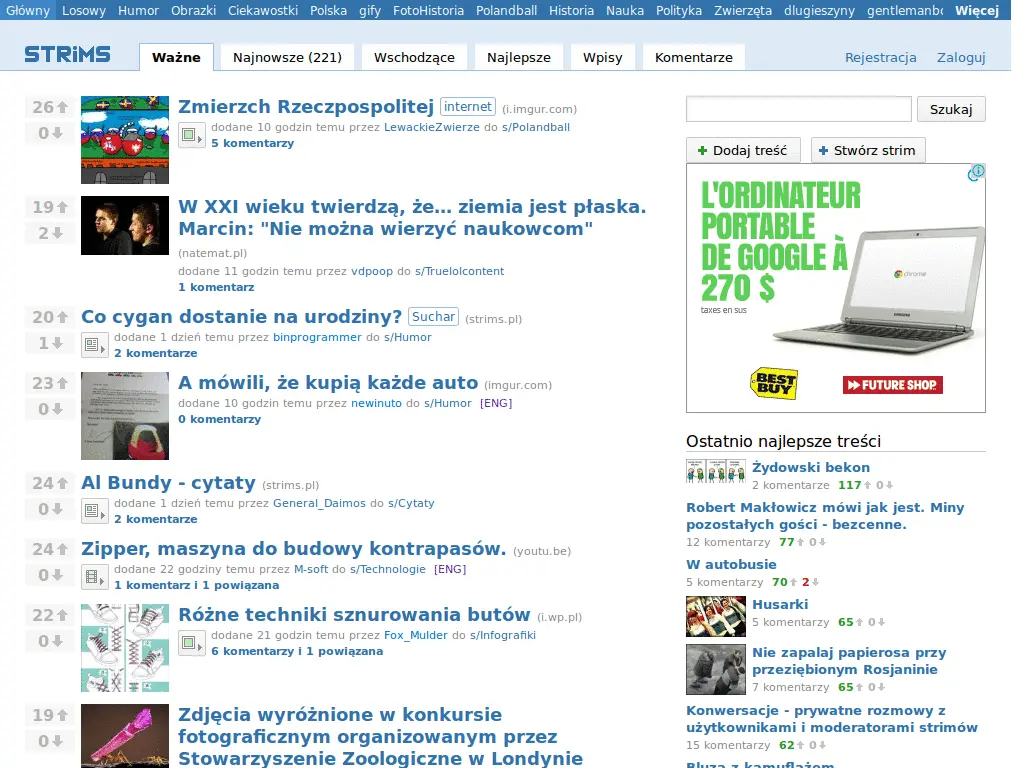 Główny Losowy Humor Obrazki Ciekawostki Polska gify FotoHistoria Polandball Historia Nauka Polityka Zwierzęta dlugieszyny gentlemanbo Więcej
STRiMS
Ważne Najnowsze (221) Wschodzące Najlepsze Wpisy Komentarze
Rejestracja Zaloguj
26
0
Zmierzch Rzeczpospolitej internet (i.imgur.com)
dodane 10 godzin temu przez LewackieZwierze do s/Polandball
5 komentarzy
19
2
W XXI wieku twierdzą, że... ziemia jest płaska.
Marcin: "Nie można wierzyć naukowcom"
(natemat.pl)
dodane 11 godzin temu przez vdpoop do s/Truelolcontent
1 komentarz
20
1
Co cygan dostanie na urodziny? Suchar (strims.pl)
dodane 1 dzień temu przez binprogrammer do s/Humor
2 komentarze
23
0
A mówili, że kupią każde auto (imgur.com)
dodane 10 godzin temu przez newinuto do s/Humor [ENG]
0 komentarzy
24
0
Al Bundy - cytaty (strims.pl)
dodane 1 dzień temu przez General_Daimos do s/Cytaty
2 komentarze
24
0
Zipper, maszyna do budowy kontrapasów. (youtu.be)
dodane 22 godziny temu przez M-soft do s/Technologie [ENG]
1 komentarz i 1 powiązana
22
0
Różne techniki sznurowania butów (i.wp.pl)
dodane 21 godzin temu przez Fox_Mulder do s/Infografiki
6 komentarzy i 1 powiązana
19
0
Zdjęcia wyróżnione w konkursie
fotograficznym organizowanym przez
Stowarzyszenie Zoologiczne w Londynie
Szukaj
Dodaj treść Stwórz strim
L'ORDINATEUR
PORTABLE
DE GOOGLE À
270 $
taxes en sus
chrome
SAMSUNG
BEST
BUY
FUTURE SHOP
Ostatnio najlepsze treści
Żydowski bekon
2 komentarze 117 0
Robert Makłowicz mówi jak jest. Miny
pozostałych gości - bezcenne.
12 komentarzy 77 0
W autobusie
5 komentarzy 70 2
Husarki
5 komentarzy 65 0
Nie zapalaj papierosa przy
przeziębionym Rosjaninie
7 komentarzy 65 0
Konwersacje - prywatne rozmowy z
użytkownikami i moderatorami strimów
15 komentarzy 62 0
Bluza z kamuflażem